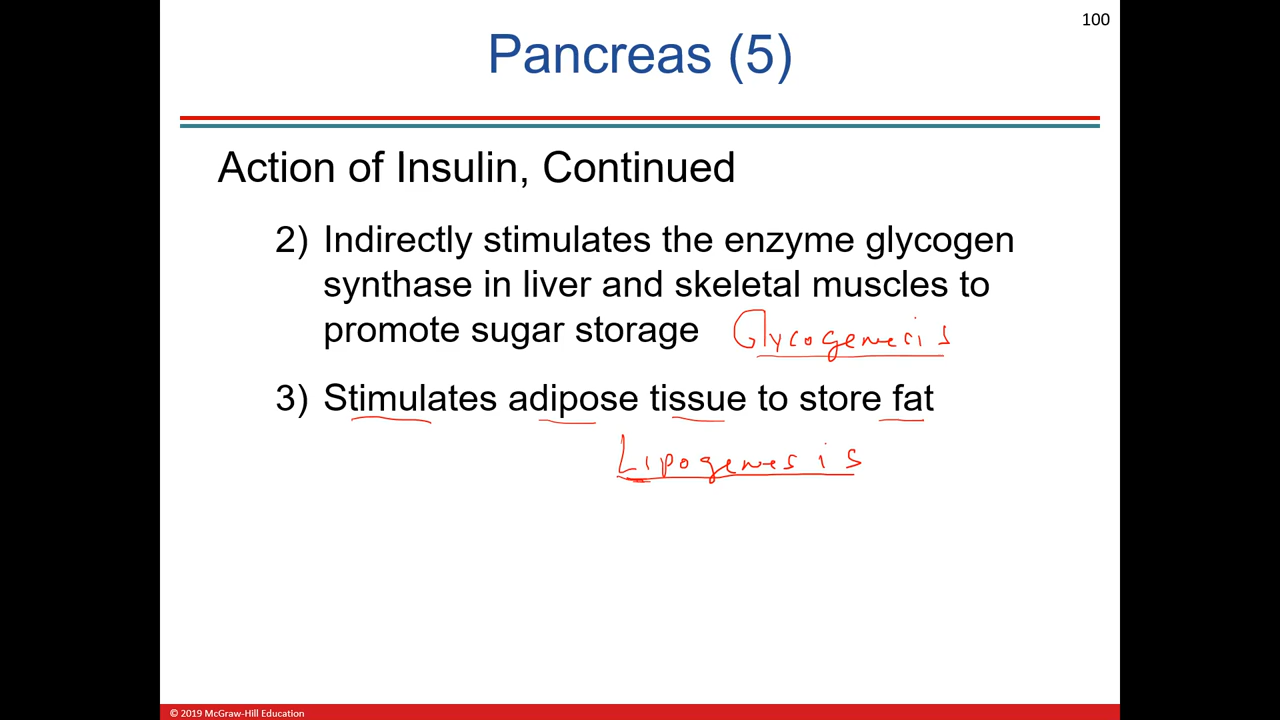 100
Pancreas (5)
Action of Insulin, Continued
2) Indirectly stimulates the enzyme glycogen
synthase in liver and skeletal muscles to
promote sugar storage Glycogenesis
3) Stimulates adipose tissue to store fat
Lipogenesis
© 2019 McGraw-Hill Education